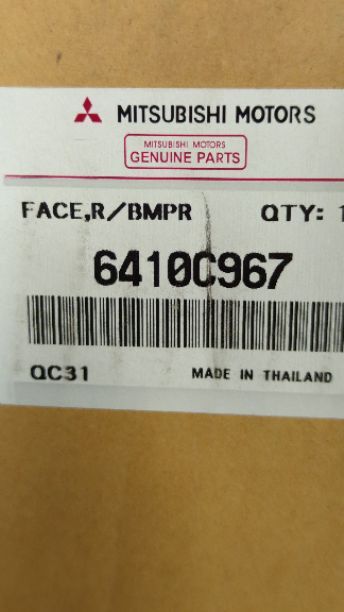 MITSUBISHI MOTORS
MITSUBISHI MOTORS
GENUINE PARTS
FACE,R/BMPR QTY: 1
6410C967
QC31 MADE IN THAILAND